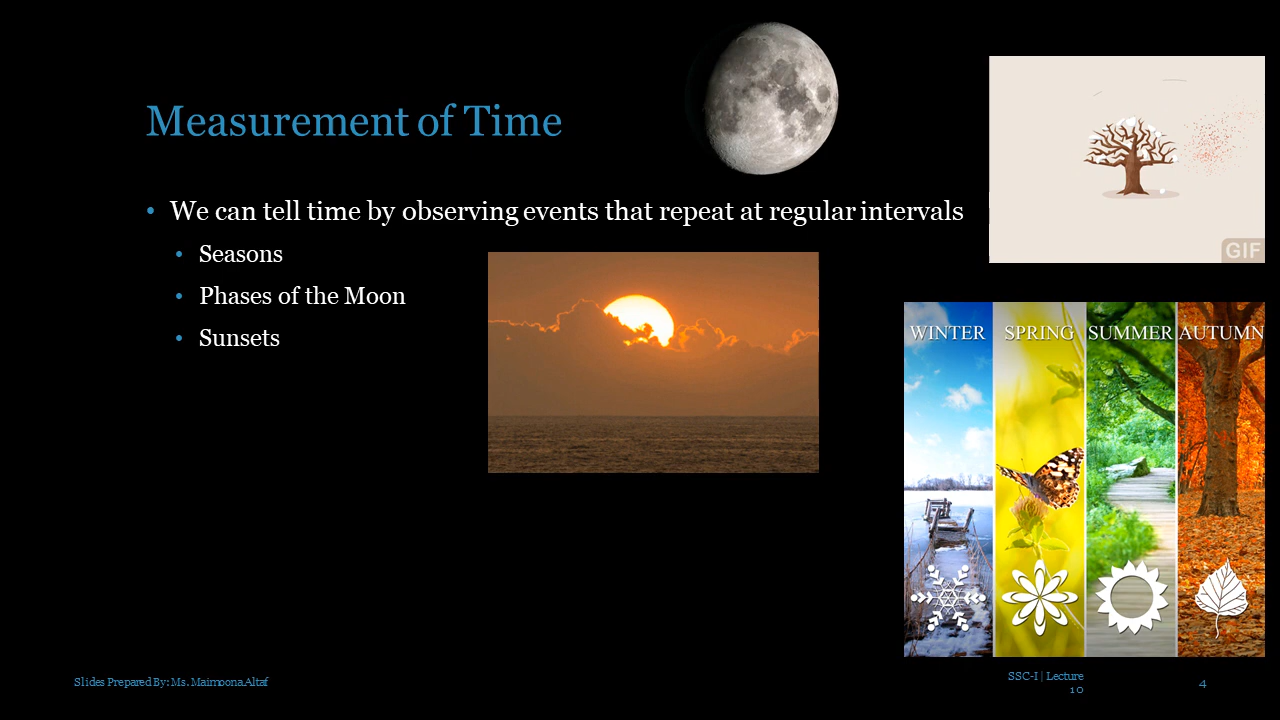 Measurement of Time
• We can tell time by observing events that repeat at regular intervals
• Seasons
• Phases of the Moon
• Sunsets
GIF
WINTER SPRING SUMMER AUTUMN
Slides Prepared By: Ms. Maimoona Altaf
SSC-I | Lecture
10
4